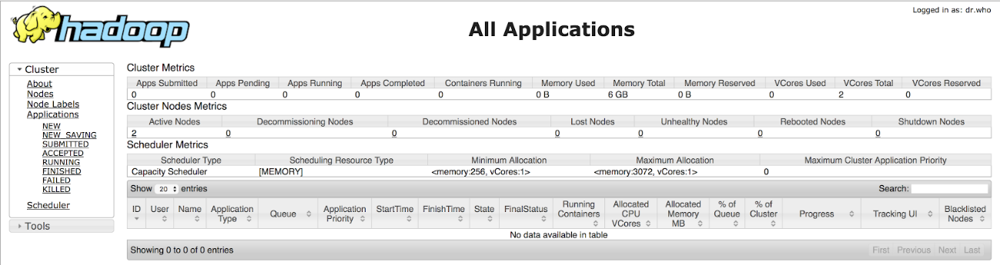 Logged in as: dr.who
hadoop
All Applications
Cluster
About
Nodes
Node Labels
Applications
NEW
NEW_SAVING
SUBMITTED
ACCEPTED
RUNNING
FINISHED
FAILED
KILLED
Scheduler
Tools
Cluster Metrics
Apps Submitted Apps Pending Apps Running Apps Completed Containers Running Memory Used Memory Total Memory Reserved VCores Used VCores Total VCores Reserved
0 0 0 0 0 0 B 6 GB 0 B 0 2 0
Cluster Nodes Metrics
Active Nodes Decommissioning Nodes Decommissioned Nodes Lost Nodes Unhealthy Nodes Rebooted Nodes Shutdown Nodes
2 0 0 0 0 0 0
Scheduler Metrics
Scheduler Type Scheduling Resource Type Minimum Allocation Maximum Allocation Maximum Cluster Application Priority
Capacity Scheduler [MEMORY] <memory:256, vCores:1> <memory:3072, vCores:1> 0
Show 20 entries Search:
ID User Name Application Type Queue Application Priority StartTime FinishTime State FinalStatus Running Containers Allocated CPU VCores Allocated Memory MB % of Queue % of Cluster Progress Tracking UI Blacklisted Nodes
No data available in table
Showing 0 to 0 of 0 entries First Previous Next Last